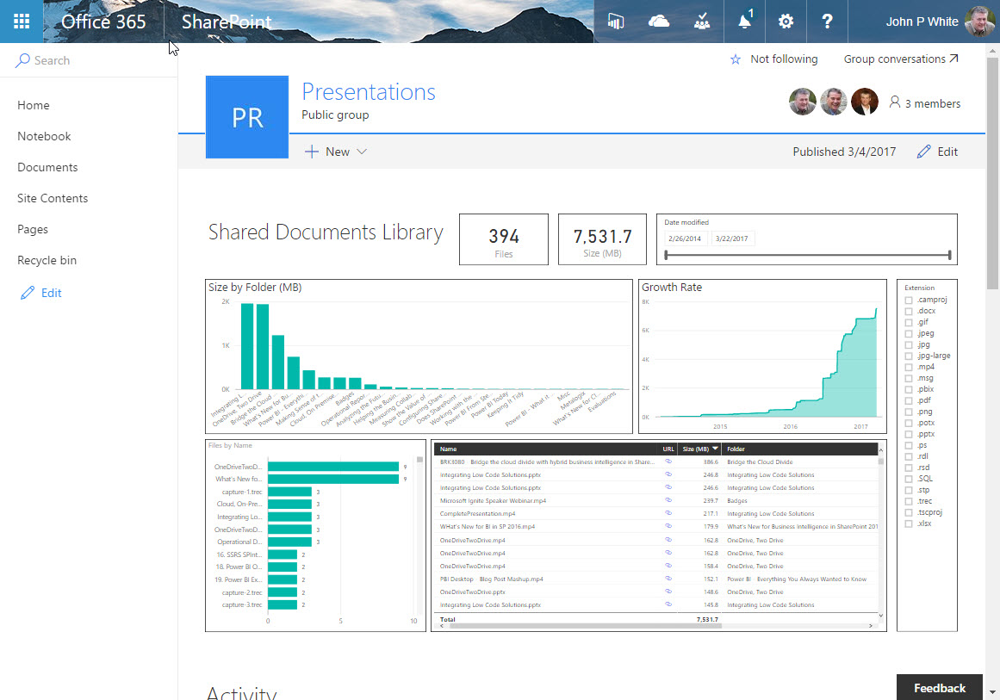 Office 365
SharePoint
1
?
John P White
Search
Not following
Group conversations
Home
Notebook
Documents
Site Contents
Pages
Recycle bin
Edit
PR
Presentations
Public group
3 members
New
Published 3/4/2017
Edit
Shared Documents Library
394
Files
7,531.7
Size (MB)
Date modified
2/26/2014
3/22/2017
Size by Folder (MB)
2K
1K
0K
Integrating L...
OneDrive, Two Drive
Bridge the Cloud ...
What's New for Bu...
Power BI - Everythi...
Making Sense of t...
Cloud, On Premise...
Badges
Operational Repor...
Analyzing the Futu...
Helping the Busin...
Measuring Collab...
Show the Value of ...
Configuring Share...
Does SharePoint ...
Working with the ...
Power BI From Ste...
Power BI Today
Keeping It Tidy
Power BI - What it...
Misc
Metalogix
What's New for Cl...
Evaluations
Growth Rate
8K
6K
4K
2K
0K
2015
2016
2017
Extension
.camproj
.docx
.gif
.jpeg
.jpg
.jpg-large
.mp4
.msg
.pbix
.pdf
.png
.potx
.pptx
.ps
.rdl
.rsd
.SQL
.stp
.trec
.tscproj
.xlsx
Files by Name
OneDriveTwoD... 9
What's New fo... 9
capture-1.trec 3
Cloud, On-Pre... 3
Integrating Lo... 3
OneDriveTwoD... 3
Operational D... 3
16. SSRS SPInt... 2
18. Power BI O... 2
19. Power BI Ex... 2
capture-2.trec 2
capture-3.trec 2
0 5 10
Name URL Size (MB) Folder
BRK3080 - Bridge the cloud divide with hybrid business intelligence in Share... 386.6 Bridge the Cloud Divide
Integrating Low Code Solutions.pptx 246.8 Integrating Low Code Solutions
Integrating Low Code Solutions.pptx 246.6 Integrating Low Code Solutions
Microsoft Ignite Speaker Webinar.mp4 239.7 Badges
CompletePresentation.mp4 217.1 Integrating Low Code Solutions
WHat's New for BI in SP 2016.mp4 179.9 What's New for Business Intelligence in SharePoint 201
OneDriveTwoDrive.mp4 162.8 OneDrive, Two Drive
OneDriveTwoDrive.mp4 162.8 OneDrive, Two Drive
OneDriveTwoDrive.mp4 158.4 OneDrive, Two Drive
PBI Desktop - Blog Post Mashup.mp4 152.1 Power BI - Everything You Always Wanted to Know
OneDriveTwoDrive.pptx 148.6 OneDrive, Two Drive
Integrating Low Code Solutions.pptx 145.8 Integrating Low Code Solutions
Total 7,531.7
Activity
Feedback